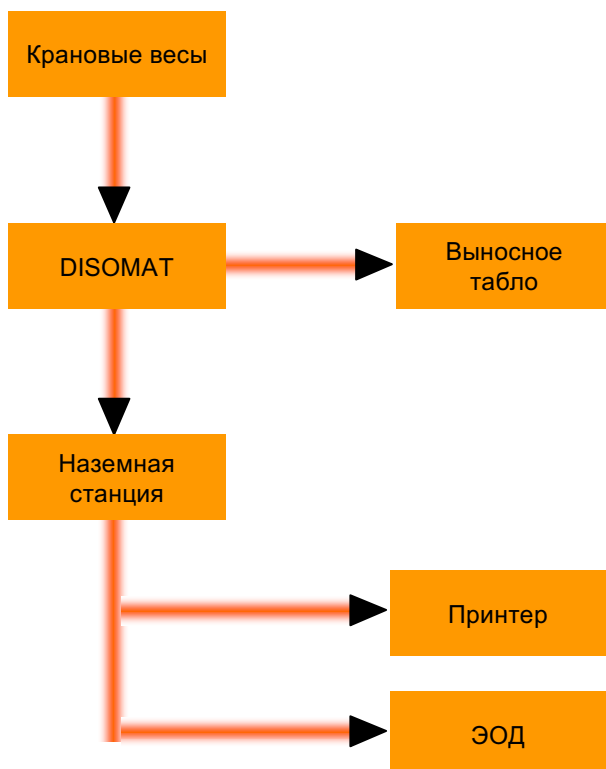 Крановые весы
DISOMAT
Выносное
табло
Наземная
станция
Принтер
ЭОД